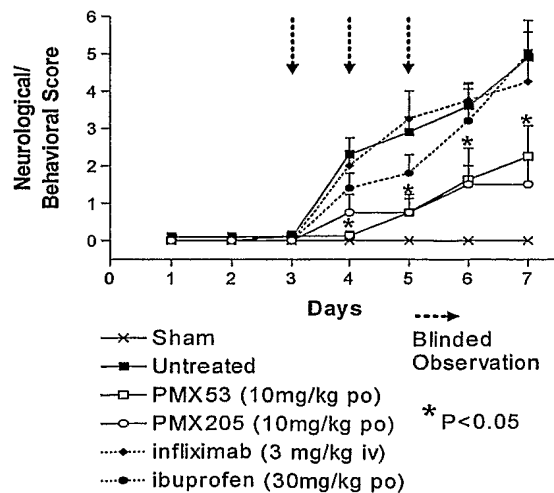 Neurological/
Behavioral Score
6
5
4
3
2
1
0
*
*
*
*
0
1
2
3
4
5
6
7
Days
Sham
Untreated
PMX53 (10mg/kg po)
PMX205 (10mg/kg po)
infliximab (3 mg/kg iv)
ibuprofen (30mg/kg po)
Blinded
Observation
* P<0.05